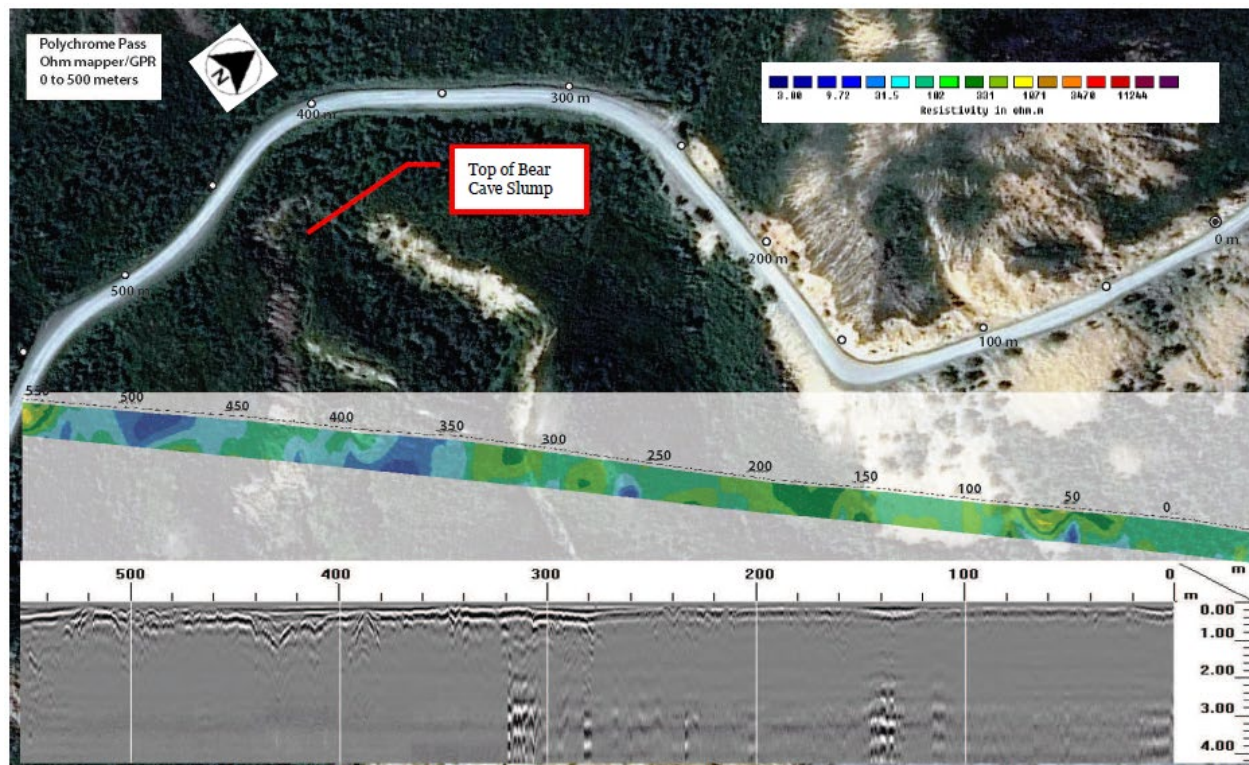 Polychrome Pass
Ohm mapper/GPR
0 to 500 meters
N
3.00 9.72 31.5 102 331 1071 3470 11244
Resistivity in ohm.m
400 m
300 m
Top of Bear
Cave Slump
500 m
200 m
100 m
0 m
550 500 450 400 350 300 250 200 150 100 50 0
500 400 300 200 100 0 m
m
0.00
1.00
2.00
3.00
4.00